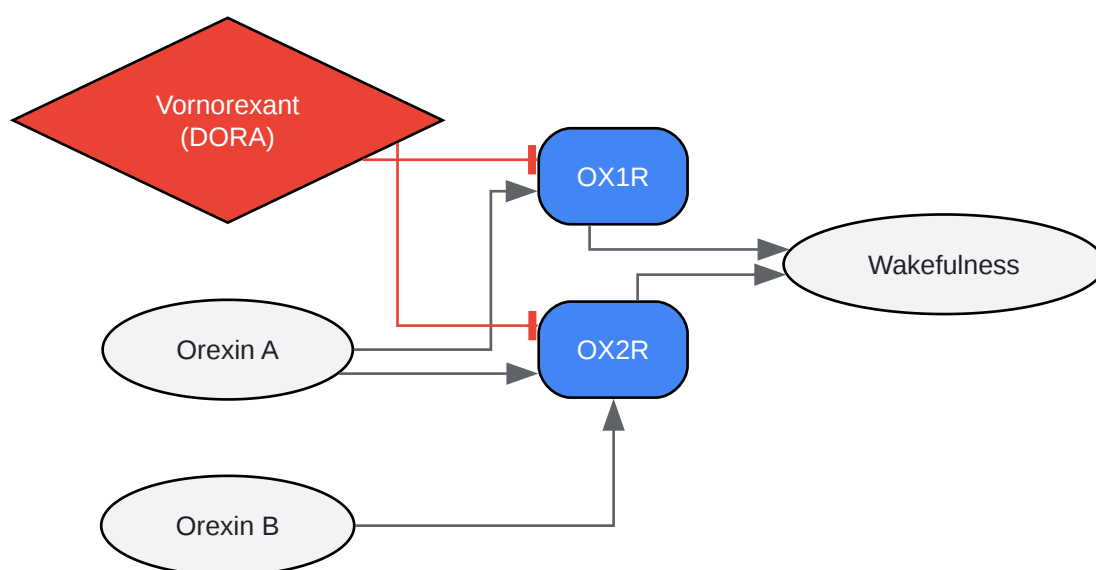 Vornorexant
(DORA)
OX1R
Wakefulness
Orexin A
OX2R
Orexin B